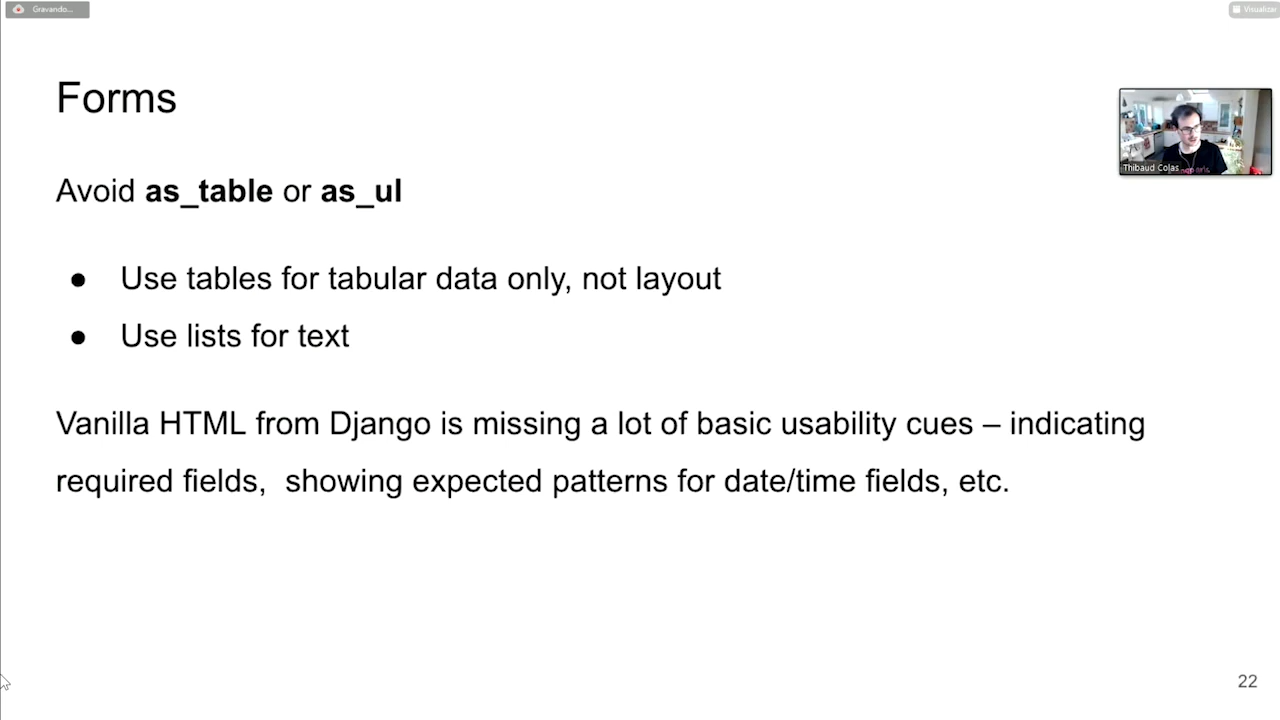 Gravando...
Visualizar
Forms
Thibaud Colas
Avoid as_table or as_ul
● Use tables for tabular data only, not layout
● Use lists for text
Vanilla HTML from Django is missing a lot of basic usability cues – indicating
required fields,  showing expected patterns for date/time fields, etc.
22